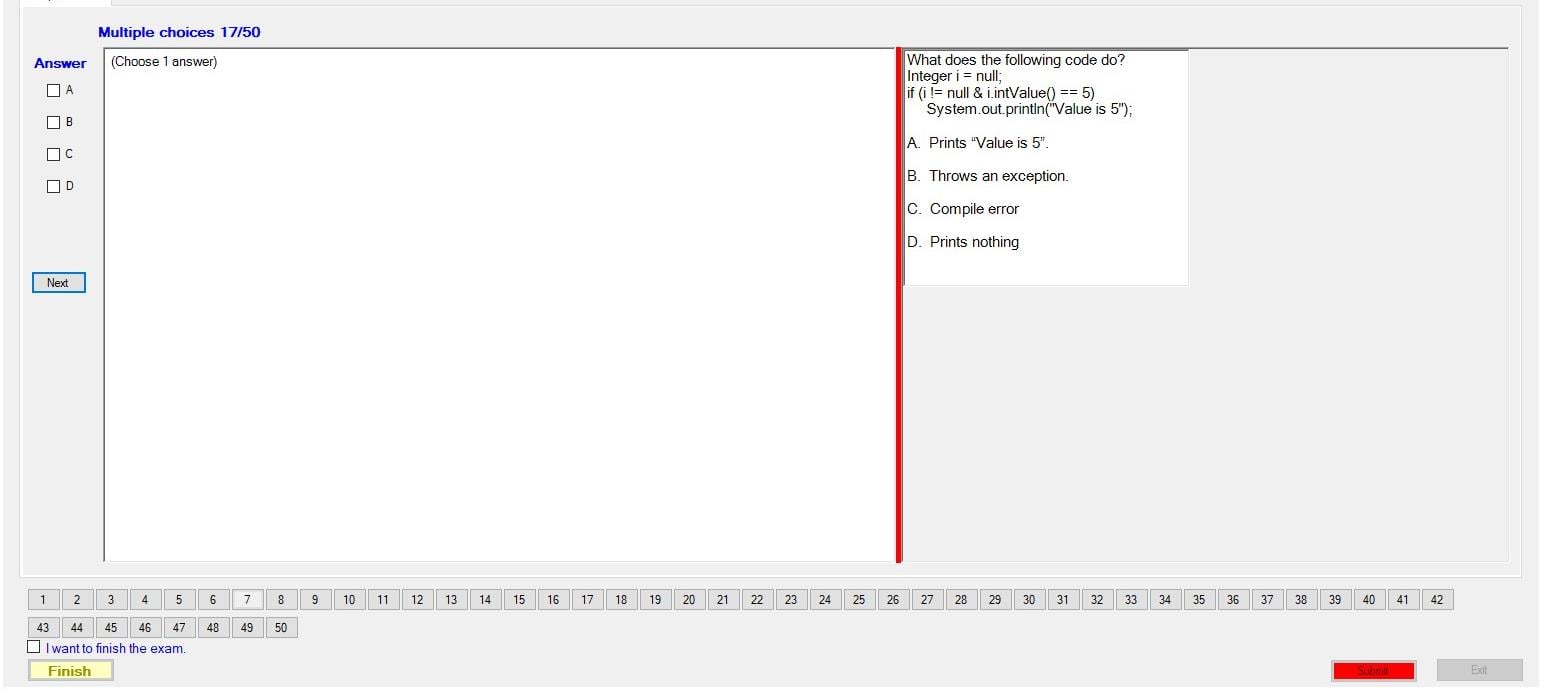 Multiple choices 17/50
Answer
(Choose 1 answer)
A
B
C
D
Next
What does the following code do?
Integer i = null;
if (i != null & i.intValue() == 5)
System.out.println("Value is 5");
A. Prints “Value is 5”.
B. Throws an exception.
C. Compile error
D. Prints nothing
1 2 3 4 5 6 7 8 9 10 11 12 13 14 15 16 17 18 19 20 21 22 23 24 25 26 27 28 29 30 31 32 33 34 35 36 37 38 39 40 41 42
43 44 45 46 47 48 49 50
I want to finish the exam.
Finish
Submit
Exit